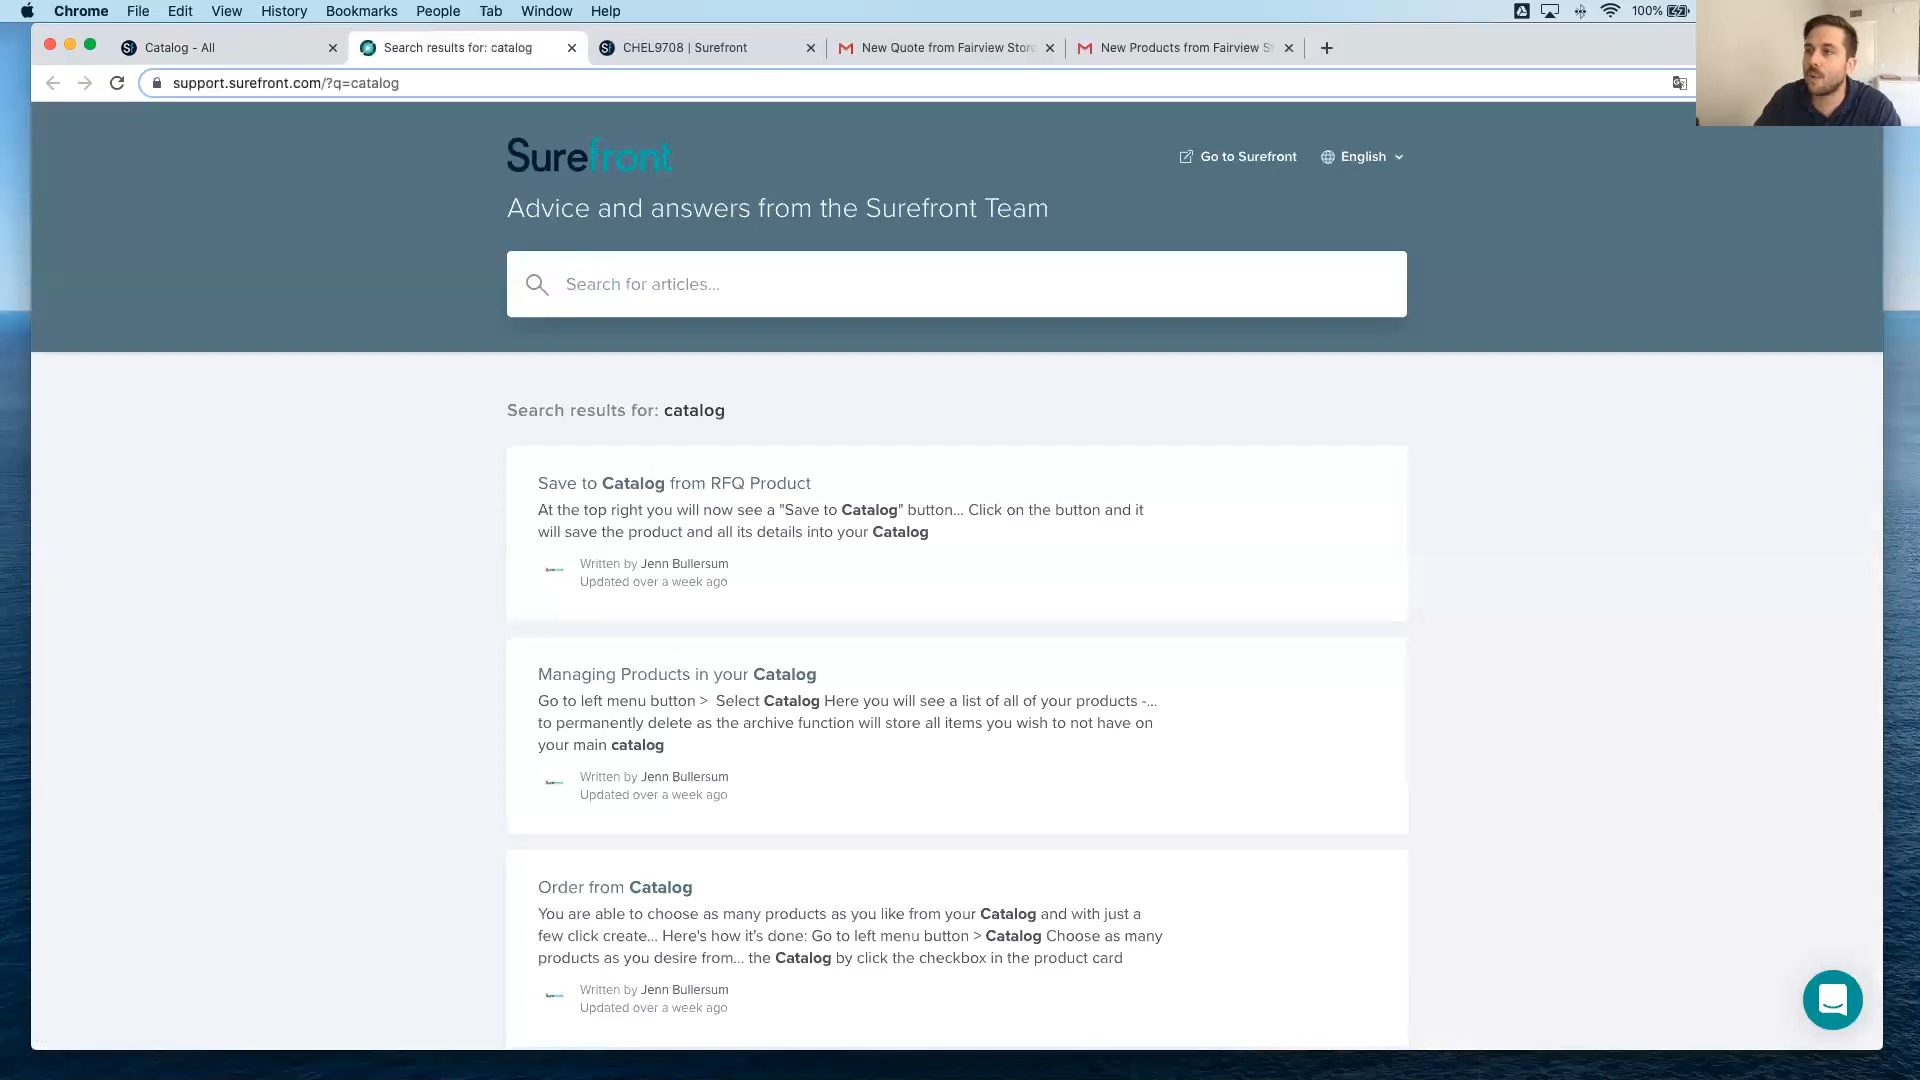 Chrome File Edit View History Bookmarks People Tab Window Help 100%
Catalog - All Search results for: catalog CHEL9708 | Surefront New Quote from Fairview Store New Products from Fairview S
support.surefront.com/?q=catalog
Surefront Go to Surefront English
Advice and answers from the Surefront Team
Search for articles...
Search results for: catalog
Save to Catalog from RFQ Product
At the top right you will now see a "Save to Catalog" button... Click on the button and it
will save the product and all its details into your Catalog
Written by Jenn Bullersum
Updated over a week ago
Managing Products in your Catalog
Go to left menu button > Select Catalog Here you will see a list of all of your products -...
to permanently delete as the archive function will store all items you wish to not have on
your main catalog
Written by Jenn Bullersum
Updated over a week ago
Order from Catalog
You are able to choose as many products as you like from your Catalog and with just a
few click create... Here's how it's done: Go to left menu button > Catalog Choose as many
products as you desire from... the Catalog by click the checkbox in the product card
Written by Jenn Bullersum
Updated over a week ago